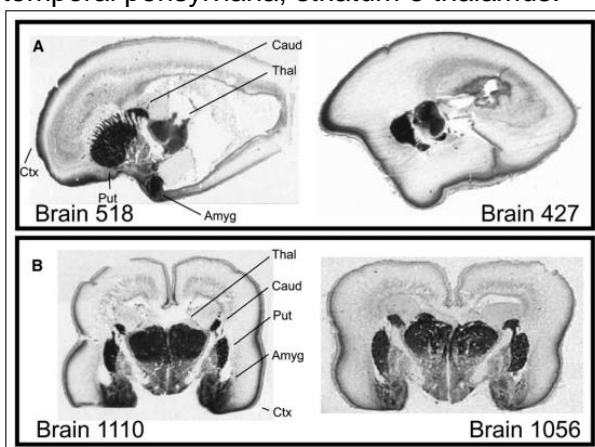 temporal perisylviana, striatum e thalamus.
A
Caud
Thal
Ctx
Put
Amyg
Brain 518
Brain 427
B
Thal
Caud
Put
Amyg
Ctx
Brain 1110
Brain 1056